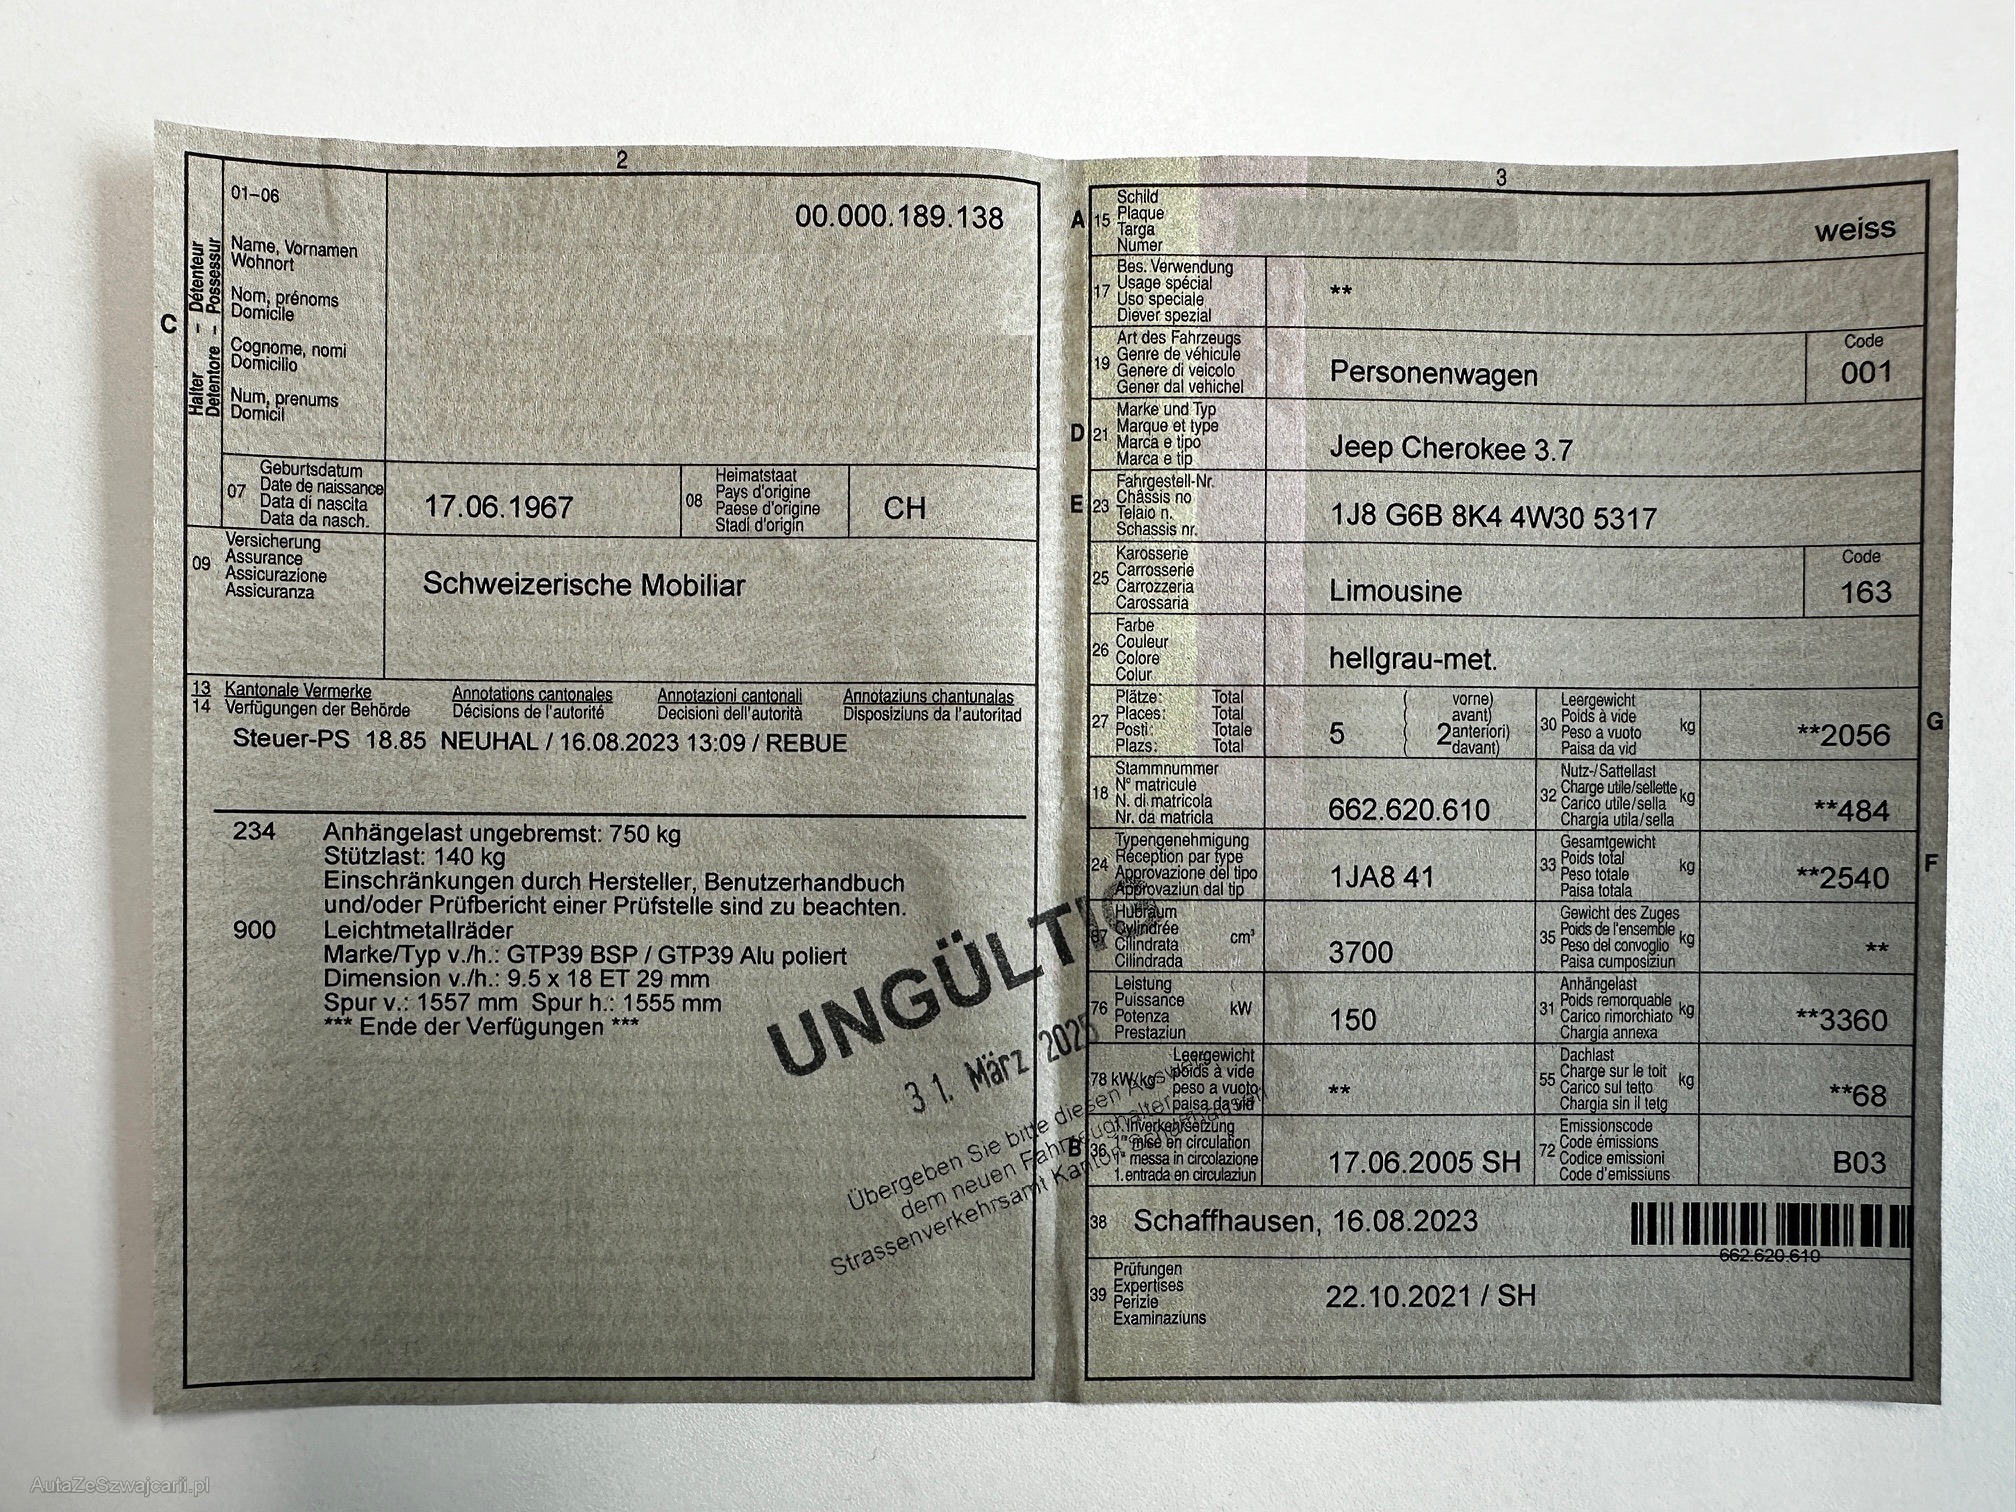 2
01–06
00.000.189.138
C
Halter – Détenteur
Detentore – Possessur
Name, Vornamen
Wohnort
Nom, prénoms
Domicile
Cognome, nomi
Domicilio
Num, prenums
Domicil
07
Geburtsdatum
Date de naissance
Data di nascita
Data da nasch.
17.06.1967
08
Heimatstaat
Pays d'origine
Paese d'origine
Stadi d'origin
CH
09
Versicherung
Assurance
Assicurazione
Assicuranza
Schweizerische Mobiliar
13 Kantonale Vermerke Annotations cantonales Annotazioni cantonali Annotaziuns chantunalas
14 Verfügungen der Behörde Décisions de l'autorité Decisioni dell'autorità Disposiziuns da l'autoritad
Steuer-PS 18.85 NEUHAL / 16.08.2023 13:09 / REBUE
234 Anhängelast ungebremst: 750 kg
Stützlast: 140 kg
Einschränkungen durch Hersteller, Benutzerhandbuch
und/oder Prüfbericht einer Prüfstelle sind zu beachten.
900 Leichtmetallräder
Marke/Typ v./h.: GTP39 BSP / GTP39 Alu poliert
Dimension v./h.: 9.5 x 18 ET 29 mm
Spur v.: 1557 mm Spur h.: 1555 mm
*** Ende der Verfügungen ***
UNGÜLTIG
31. März 2025
Übergeben Sie bitte diesen Ausweis
dem neuen Fahrzeughalter
Strassenverkehrsamt Kanton Schaffhausen
3
A 15
Schild
Plaque
Targa
Numer
weiss
17
Bes. Verwendung
Usage spécial
Uso speciale
Diever spezial
**
19
Art des Fahrzeugs
Genre de véhicule
Genere di veicolo
Gener dal vehichel
Personenwagen
Code
001
D 21
Marke und Typ
Marque et type
Marca e tipo
Marca e tip
Jeep Cherokee 3.7
E 23
Fahrgestell-Nr.
Châssis no
Telaio n.
Schassis nr.
1J8 G6B 8K4 4W30 5317
25
Karosserie
Carrosserie
Carrozzeria
Carossaria
Limousine
Code
163
26
Farbe
Couleur
Colore
Colur
hellgrau-met.
27
Plätze: Total
Places: Total
Posti: Totale
Plazs: Total
5
( vorne)
( avant)
( 2 anteriori)
( davant)
30
Leergewicht
Poids à vide
Peso a vuoto
Paisa da vid
kg
**2056
G
18
Stammnummer
N° matricule
N. di matricola
Nr. da matricla
662.620.610
32
Nutz-/Sattellast
Charge utile/sellette
Carico utile/sella
Chargia utila/sella
kg
**484
24
Typengenehmigung
Réception par type
Approvazione del tipo
Approvaziun dal tip
1JA8 41
33
Gesamtgewicht
Poids total
Peso totale
Paisa totala
kg
**2540
F
37
Hubraum
Cylindrée
Cilindrata
Cilindrada
cm³
3700
35
Gewicht des Zuges
Poids de l'ensemble
Peso del convoglio
Paisa cumposiziun
kg
**
76
Leistung
Puissance
Potenza
Prestaziun
kW
150
31
Anhängelast
Poids remorquable
Carico rimorchiato
Chargia annexa
kg
**3360
78 kW/kg
Leergewicht
poids à vide
peso a vuoto
paisa da vid
**
55
Dachlast
Charge sur le toit
Carico sul tetto
Chargia sin il tetg
kg
**68
B 36
1. Inverkehrsetzung
1re mise en circulation
1a messa in circolazione
1. entrada en circulaziun
17.06.2005 SH
72
Emissionscode
Code émissions
Codice emissioni
Code d'emissiuns
B03
38 Schaffhausen, 16.08.2023
662.620.610
39
Prüfungen
Expertises
Perizie
Examinaziuns
22.10.2021 / SH
AutaZeSzwajcarii.pl